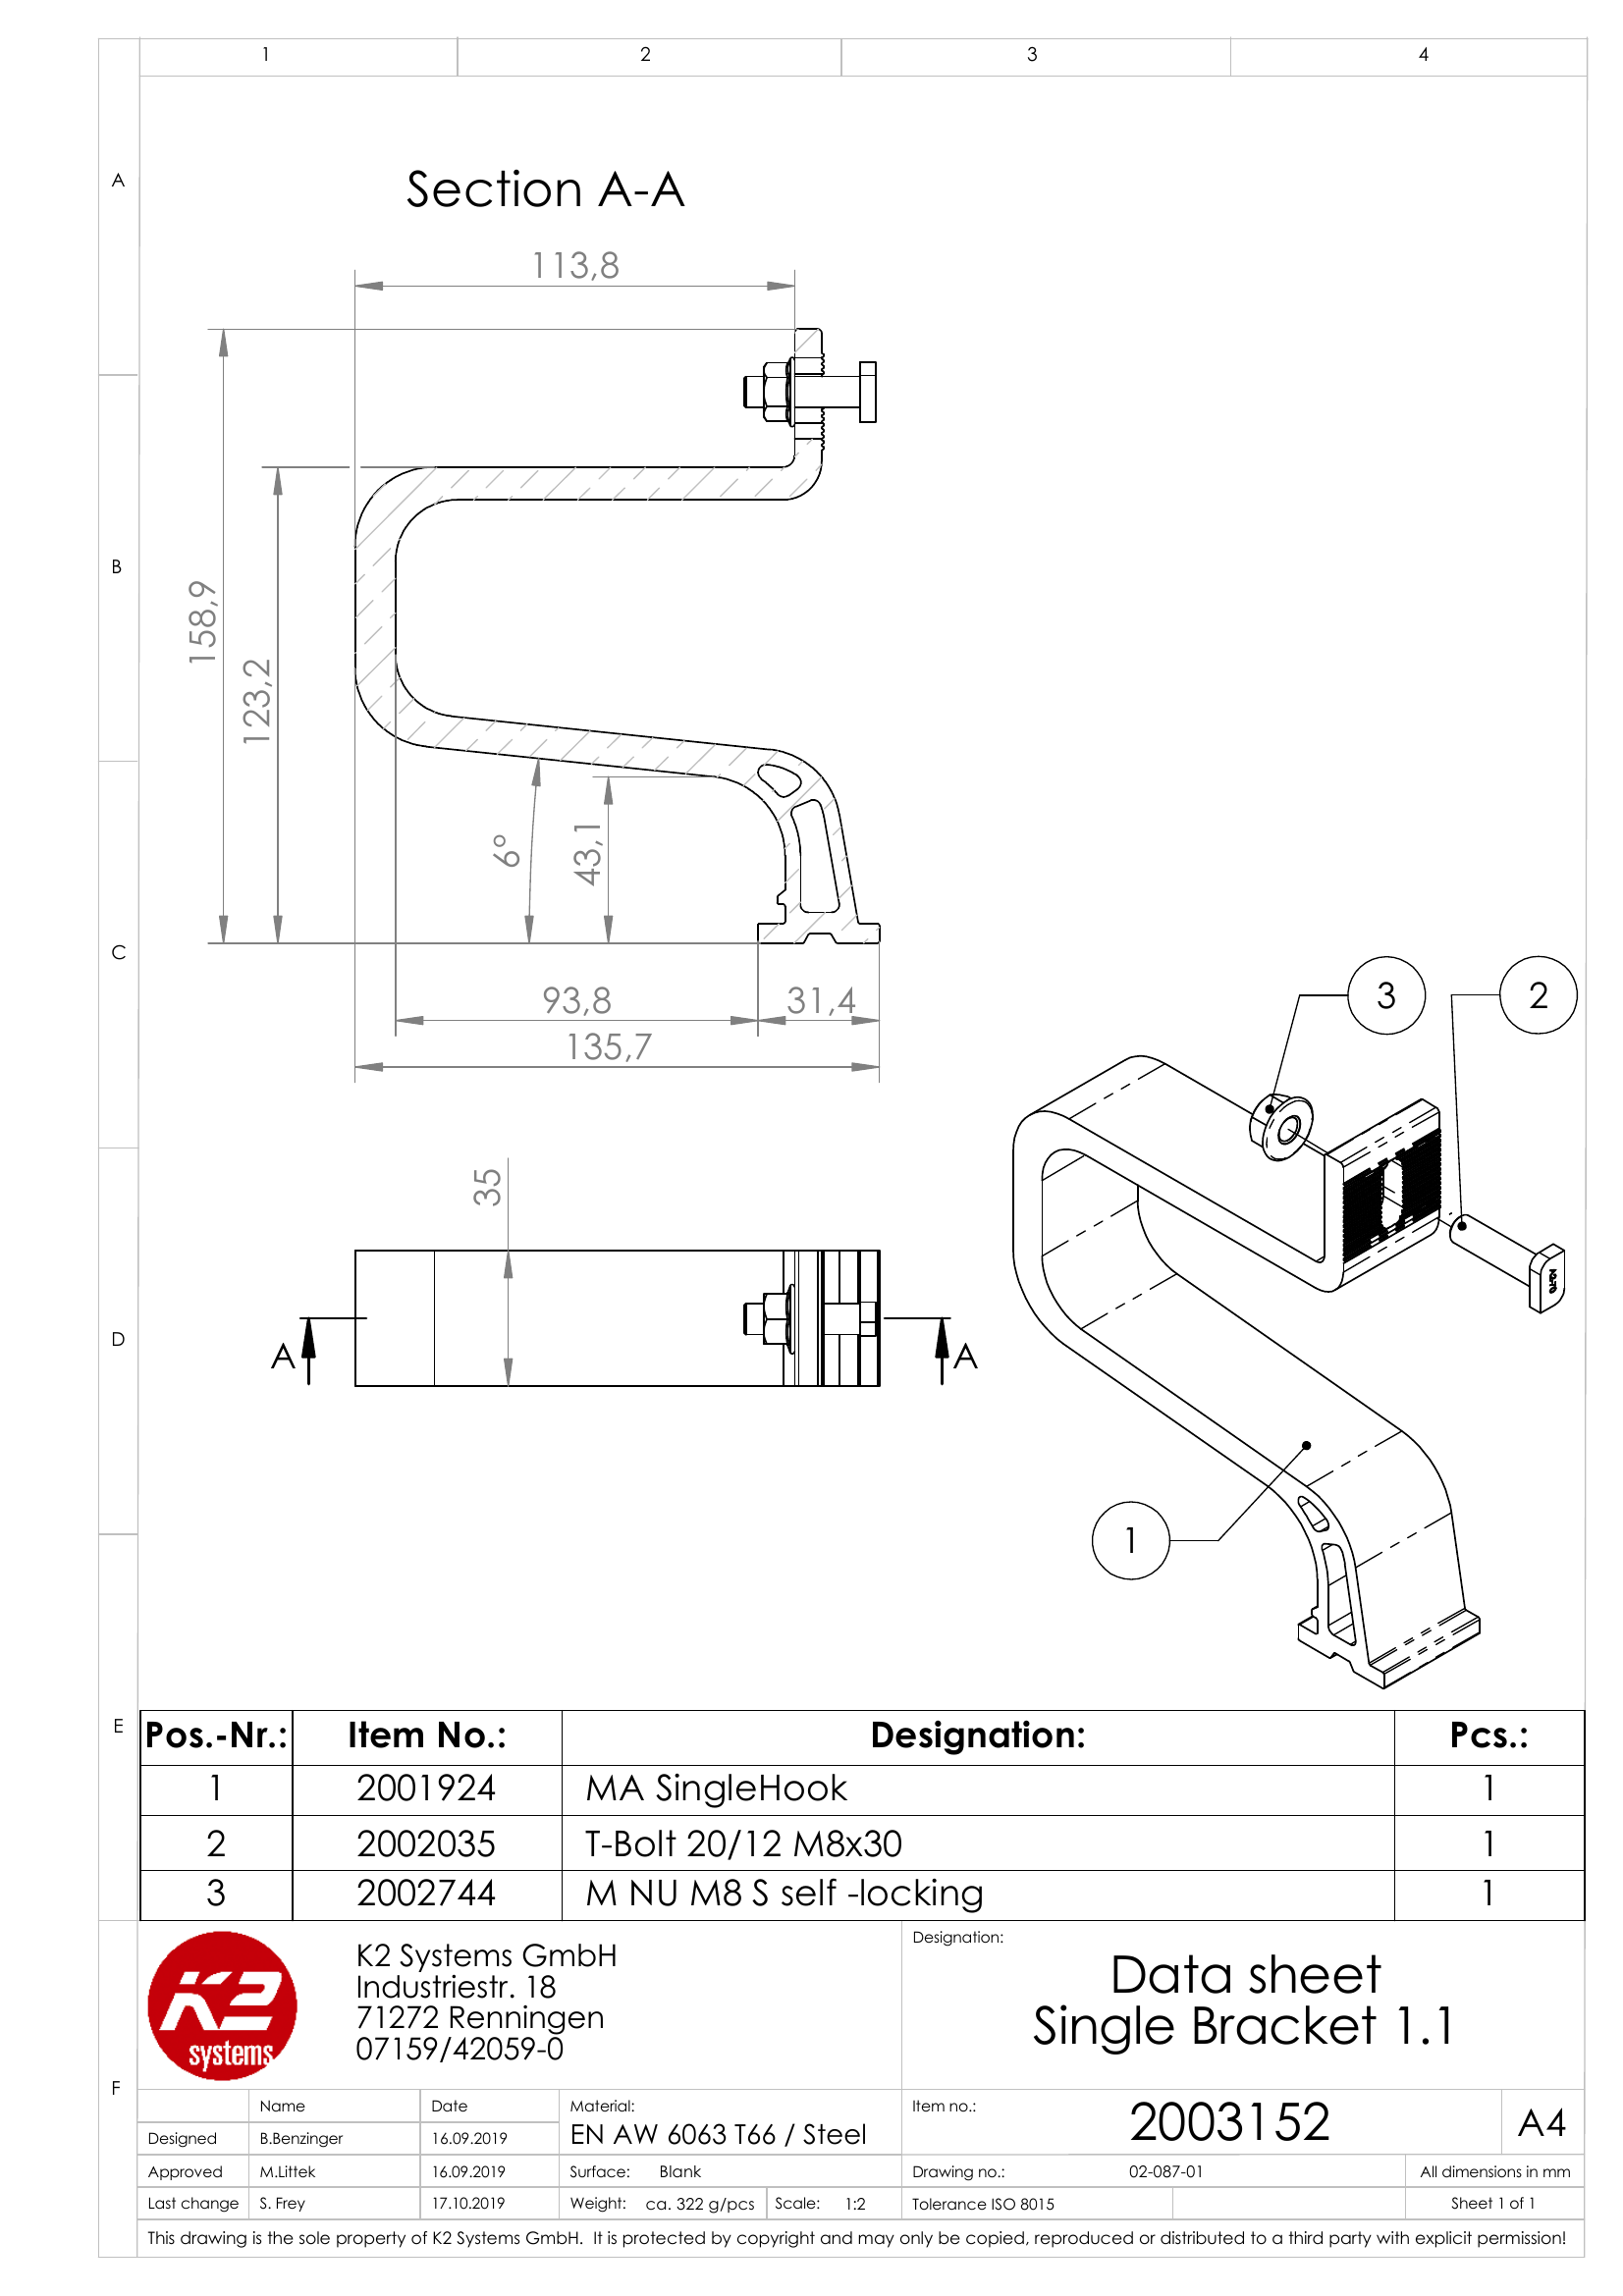 1 2 3 4
A
Section A-A
113,8
B
158,9
123,2
6°
43,1
C
93,8 31,4
135,7
3 2
35
D
A A
1
E
Pos.-Nr.: Item No.: Designation: Pcs.:
1 2001924 MA SingleHook 1
2 2002035 T-Bolt 20/12 M8x30 1
3 2002744 M NU M8 S self -locking 1
F
K2
systems
K2 Systems GmbH
Industriestr. 18
71272 Renningen
07159/42059-0
Designation:
Data sheet
Single Bracket 1.1
Name Date Material: Item no.: 2003152 A4
Designed B.Benzinger 16.09.2019 EN AW 6063 T66 / Steel
Approved M.Littek 16.09.2019 Surface: Blank Drawing no.: 02-087-01 All dimensions in mm
Last change S. Frey 17.10.2019 Weight: ca. 322 g/pcs Scale: 1:2 Tolerance ISO 8015 Sheet 1 of 1
This drawing is the sole property of K2 Systems GmbH. It is protected by copyright and may only be copied, reproduced or distributed to a third party with explicit permission!